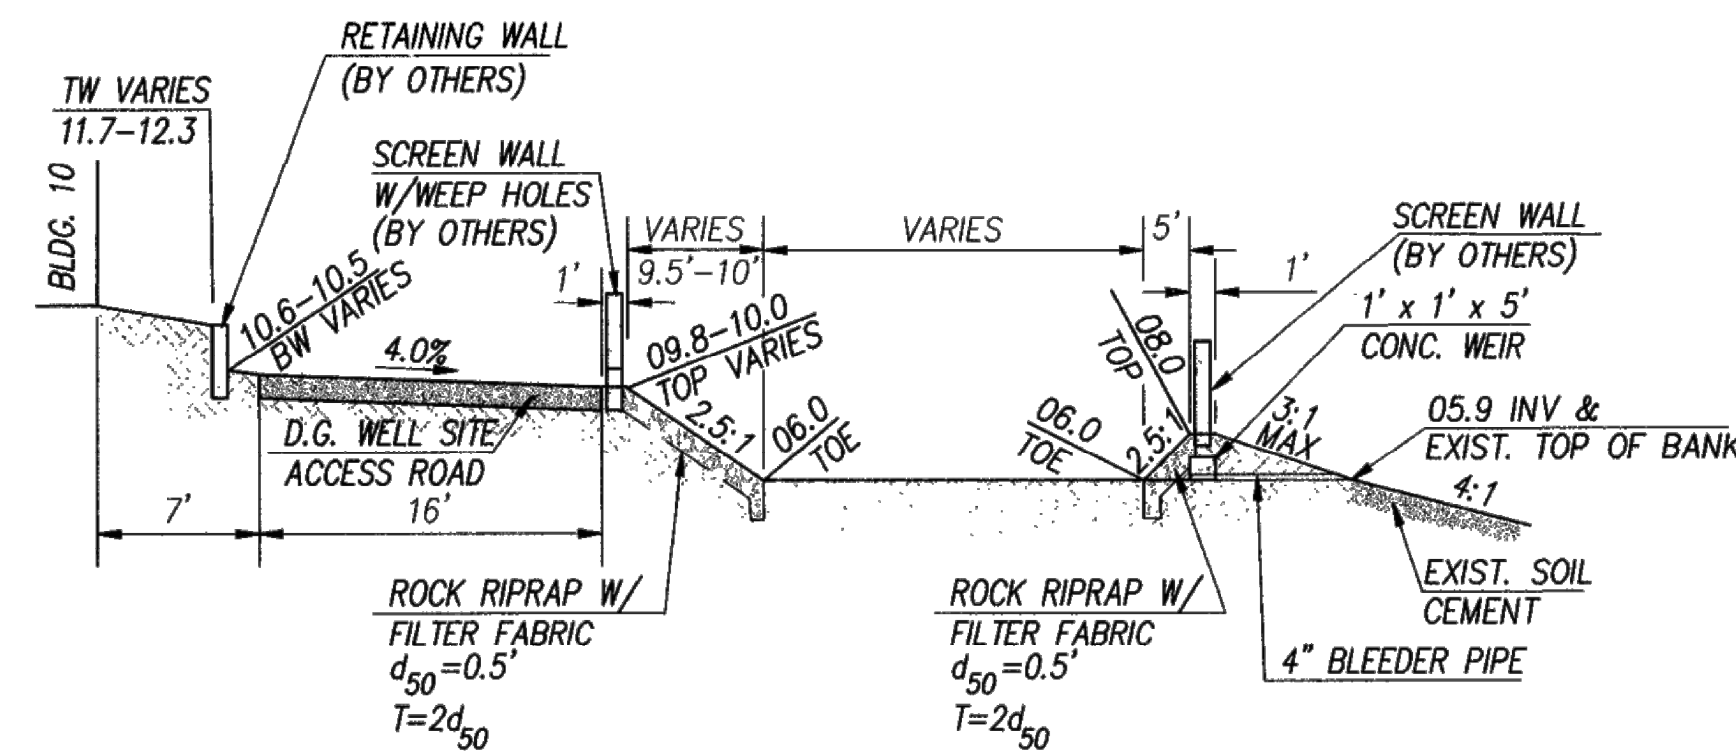 RETAINING WALL
(BY OTHERS)
TW VARIES
11.7-12.3
BLDG. 10
SCREEN WALL
W/WEEP HOLES
(BY OTHERS)
10.6-10.5
BW VARIES
4.0%
1'
VARIES
9.5'-10'
VARIES
5'
SCREEN WALL
(BY OTHERS)
1'
1' x 1' x 5'
CONC. WEIR
09.8-10.0
TOP VARIES
2.5:1
06.0
TOE
08.0
TOP
06.0
TOE
2.5:1
3:1
MAX
05.9 INV &
EXIST. TOP OF BANK
4:1
D.G. WELL SITE
ACCESS ROAD
7'
16'
ROCK RIPRAP W/
FILTER FABRIC
d50=0.5'
T=2d50
ROCK RIPRAP W/
FILTER FABRIC
d50=0.5'
T=2d50
EXIST. SOIL
CEMENT
4" BLEEDER PIPE